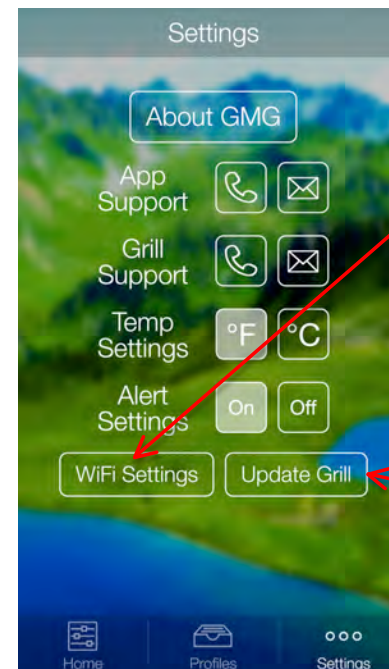 Settings
About GMG
App
Support
Grill
Support
Temp
Settings
°F °C
Alert
Settings
On Off
WiFi Settings Update Grill
Home Profiles Settings